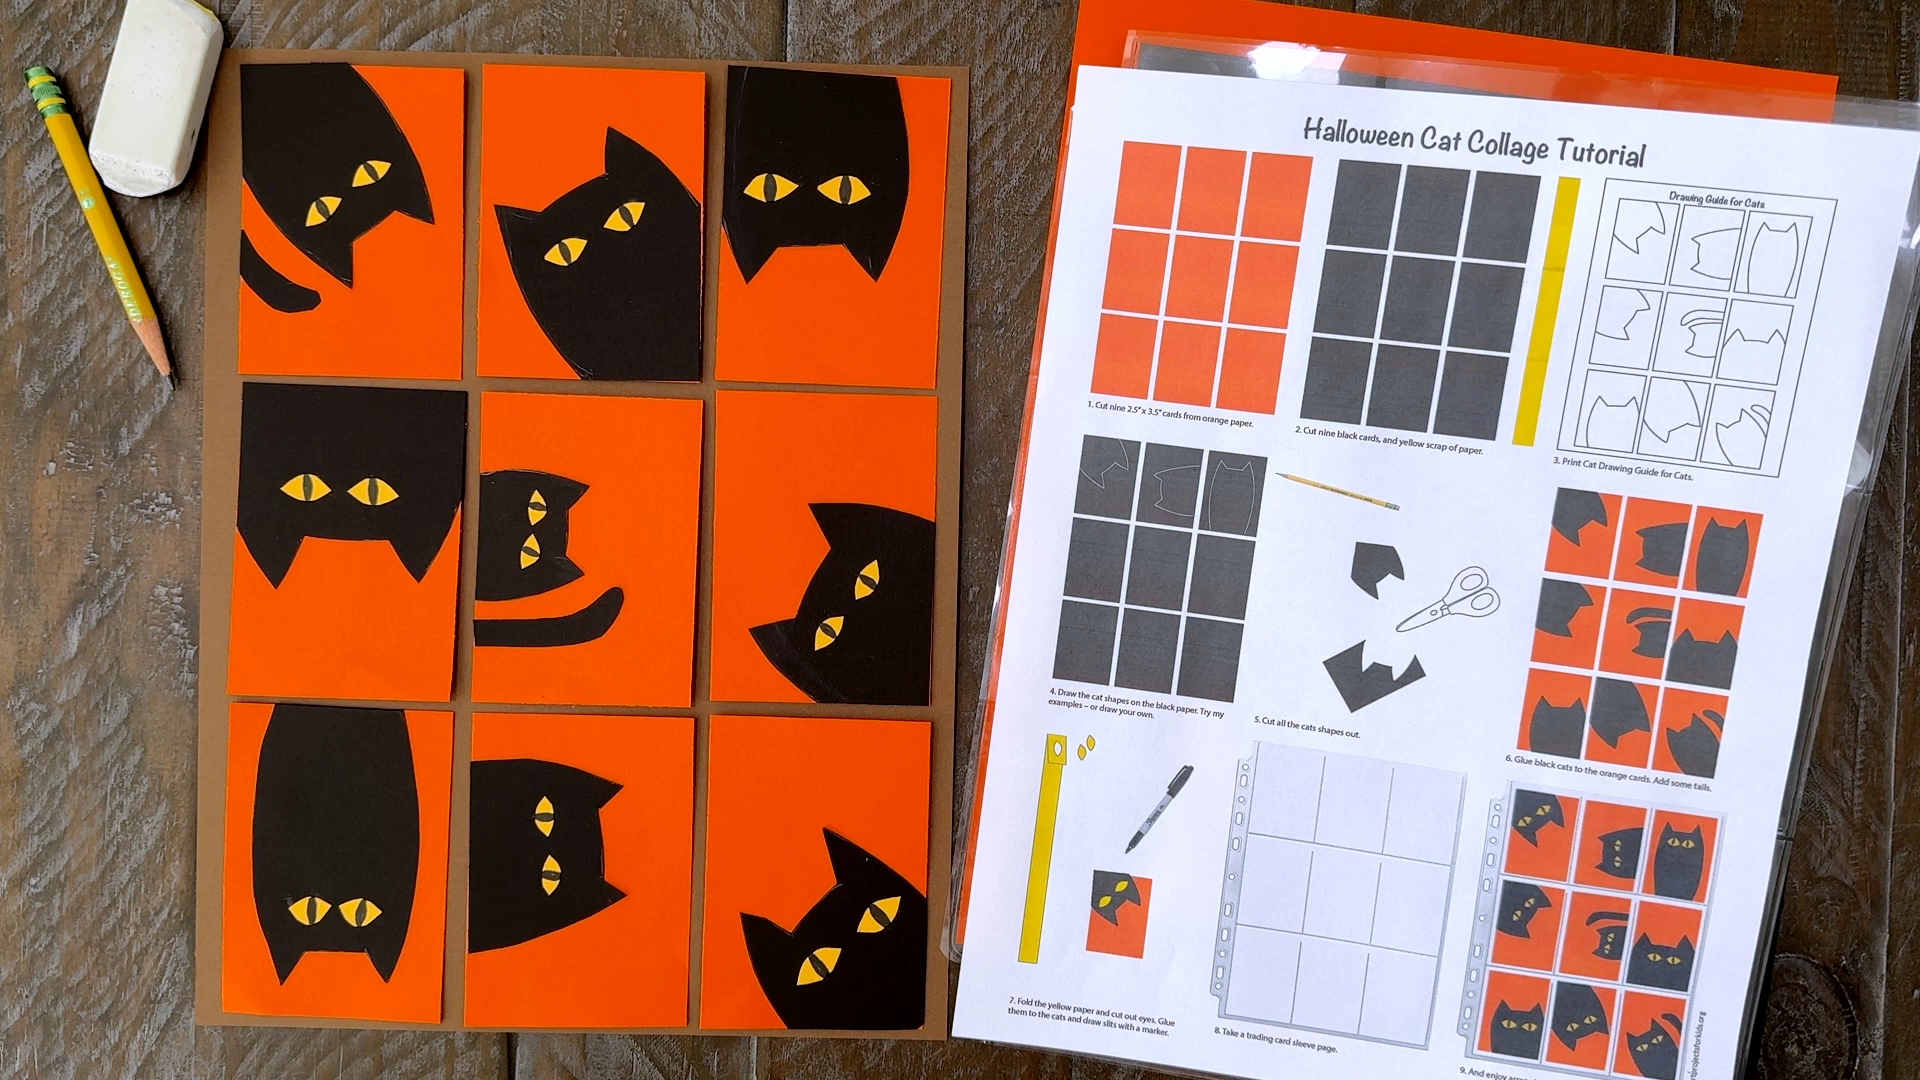 Halloween Cat Collage Tutorial
Drawing Guide for Cats
1. Cut nine 2.5" x 3.5" cards from orange paper.
2. Cut nine black cards, and yellow scrap of paper.
3. Print Cat Drawing Guide for Cats.
4. Draw the cat shapes on the black paper. Try my
examples – or draw your own.
5. Cut all the cats shapes out.
6. Glue black cats to the orange cards. Add some tails.
7. Fold the yellow paper and cut out eyes. Glue
them to the cats and draw slits with a marker.
8. Take a trading card sleeve page.
9. And enjoy